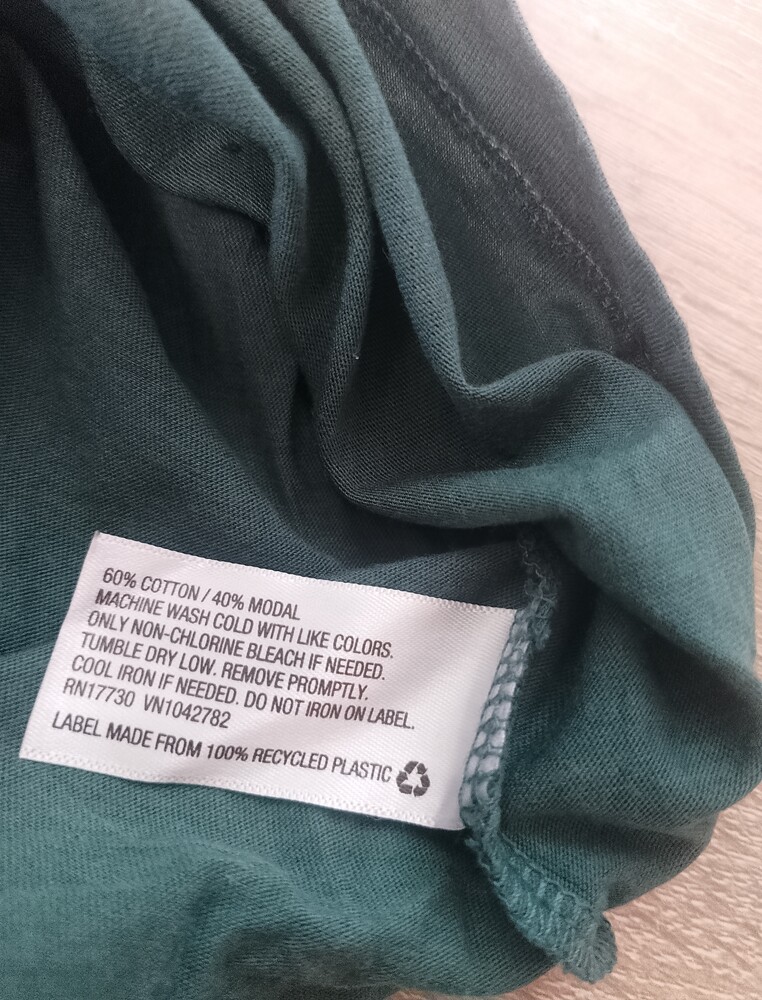 60% COTTON / 40% MODAL
MACHINE WASH COLD WITH LIKE COLORS.
ONLY NON-CHLORINE BLEACH IF NEEDED.
TUMBLE DRY LOW. REMOVE PROMPTLY.
COOL IRON IF NEEDED. DO NOT IRON ON LABEL.
RN17730 VN1042782
LABEL MADE FROM 100% RECYCLED PLASTIC